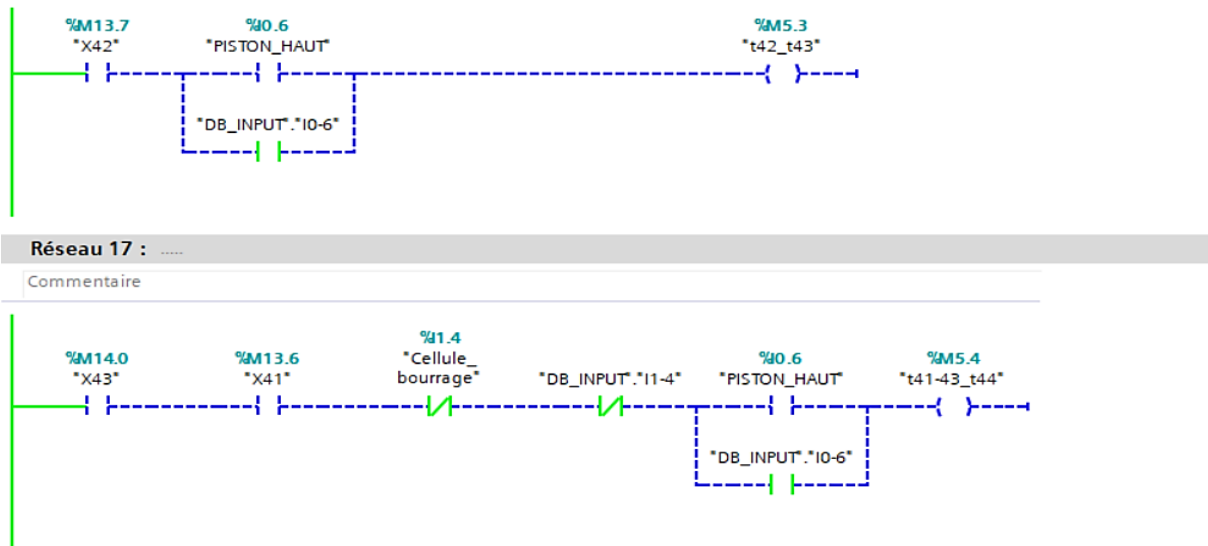 %M13.7 %I0.6 %M5.3
"X42" "PISTON_HAUT" "t42_t43"
"DB_INPUT"."I0-6"
Réseau 17 : .....
Commentaire
%I1.4
%M14.0 %M13.6 "Cellule_ %I0.6 %M5.4
"X43" "X41" bourrage" "DB_INPUT"."I1-4" "PISTON_HAUT" "t41-43_t44"
"DB_INPUT"."I0-6"